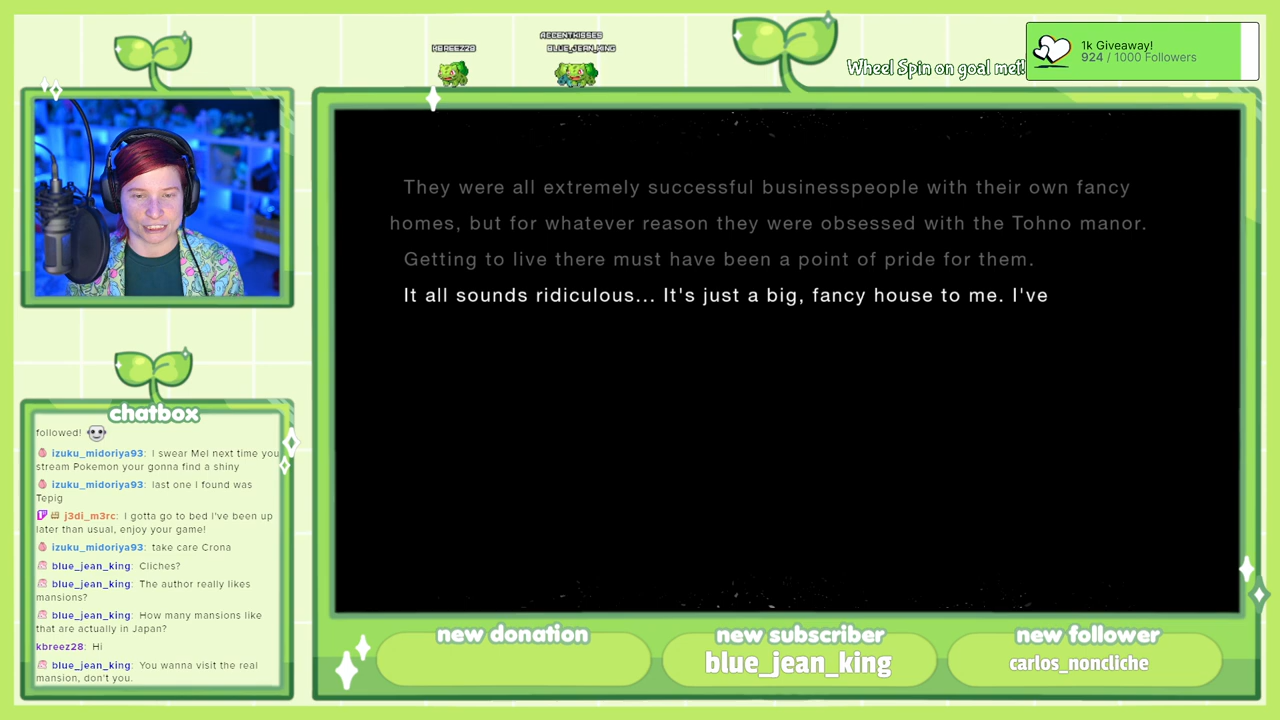 KBREEZ28
ACCENTKISSES
BLUE_JEAN_KING
Wheel Spin on goal met!
1k Giveaway!
924 / 1000 Followers
They were all extremely successful businesspeople with their own fancy
homes, but for whatever reason they were obsessed with the Tohno manor.
Getting to live there must have been a point of pride for them.
It all sounds ridiculous... It's just a big, fancy house to me. I've
chatbox
followed!
izuku_midoriya93: I swear Mel next time you
stream Pokemon your gonna find a shiny
izuku_midoriya93: last one I found was
Tepig
j3di_m3rc: I gotta go to bed I've been up
later than usual, enjoy your game!
izuku_midoriya93: take care Crona
blue_jean_king: Cliches?
blue_jean_king: The author really likes
mansions?
blue_jean_king: How many mansions like
that are actually in Japan?
kbreez28: Hi
blue_jean_king: You wanna visit the real
mansion, don't you.
new donation
new subscriber
blue_jean_king
new follower
carlos_noncliche